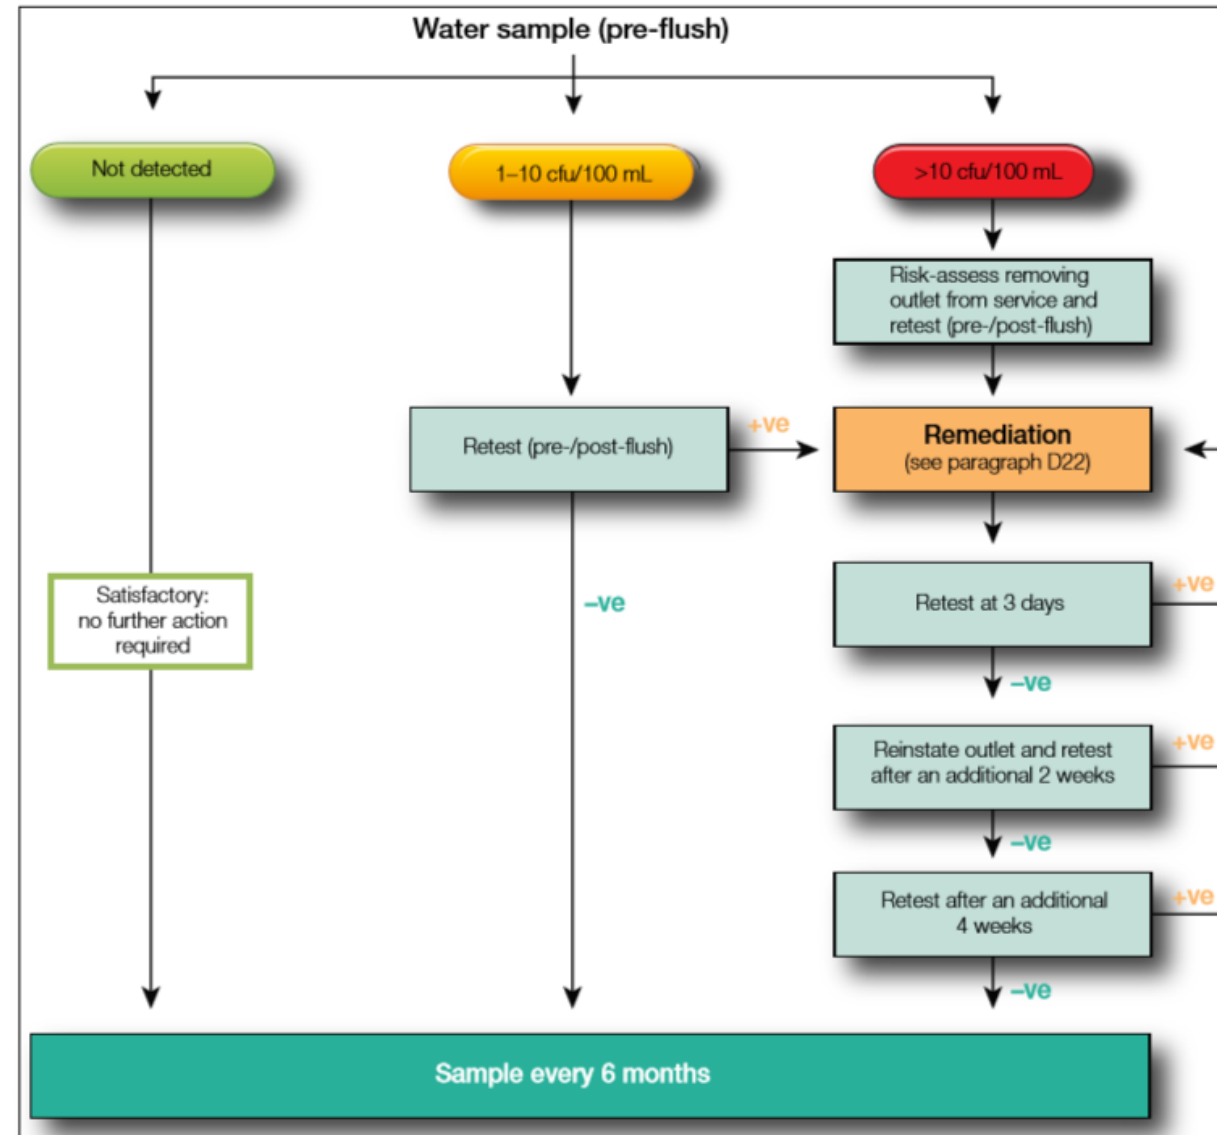 Water sample (pre-flush)
Not detected
1–10 cfu/100 mL
>10 cfu/100 mL
Risk-assess removing
outlet from service and
retest (pre-/post-flush)
Retest (pre-/post-flush)
+ve
Remediation
(see paragraph D22)
Satisfactory:
no further action
required
–ve
Retest at 3 days
+ve
–ve
Reinstate outlet and retest
after an additional 2 weeks
+ve
–ve
Retest after an additional
4 weeks
+ve
–ve
Sample every 6 months